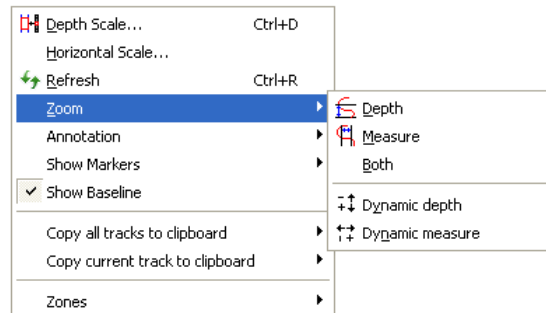 Depth Scale... Ctrl+D
Horizontal Scale...
Refresh Ctrl+R
Zoom
Annotation
Show Markers
Show Baseline
Copy all tracks to clipboard
Copy current track to clipboard
Zones
Depth
Measure
Both
Dynamic depth
Dynamic measure